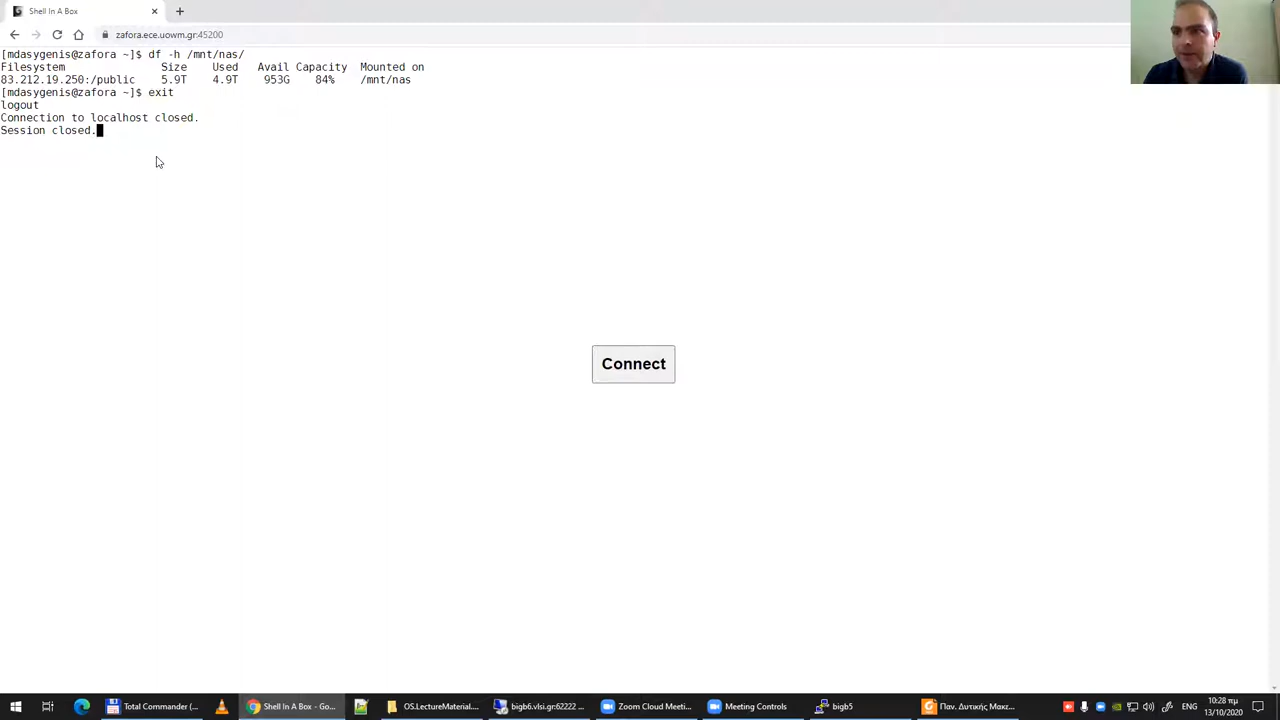 Shell In A Box
zafora.ece.uowm.gr:45200
[mdasygenis@zafora ~]$ df -h /mnt/nas/
Filesystem Size Used Avail Capacity Mounted on
83.212.19.250:/public 5.9T 4.9T 953G 84% /mnt/nas
[mdasygenis@zafora ~]$ exit
logout
Connection to localhost closed.
Session closed.
Connect
Total Commander (... Shell In A Box - Go... OS.LectureMaterial.... bigb6.vlsi.gr:62222 ... Zoom Cloud Meeti... Meeting Controls bigb5 Παν. Δυτικής Μακε... ENG 10:28 πμ
13/10/2020